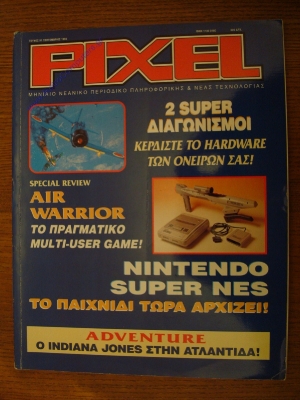 PIXEL
ΜΗΝΙΑΙΟ ΝΕΑΝΙΚΟ ΠΕΡΙΟΔΙΚΟ ΠΛΗΡΟΦΟΡΙΚΗΣ & ΝΕΑΣ ΤΕΧΝΟΛΟΓΙΑΣ
2 SUPER
ΔΙΑΓΩΝΙΣΜΟΙ
ΚΕΡΔΙΣΤΕ ΤΟ HARDWARE
ΤΩΝ ΟΝΕΙΡΩΝ ΣΑΣ!
SPECIAL REVIEW
AIR
WARRIOR
ΤΟ ΠΡΑΓΜΑΤΙΚΟ
MULTI-USER GAME!
NINTENDO
SUPER NES
ΤΟ ΠΑΙΧΝΙΔΙ ΤΩΡΑ ΑΡΧΙΖΕΙ!
ADVENTURE
Ο INDIANA JONES ΣΤΗΝ ΑΤΛΑΝΤΙΔΑ!